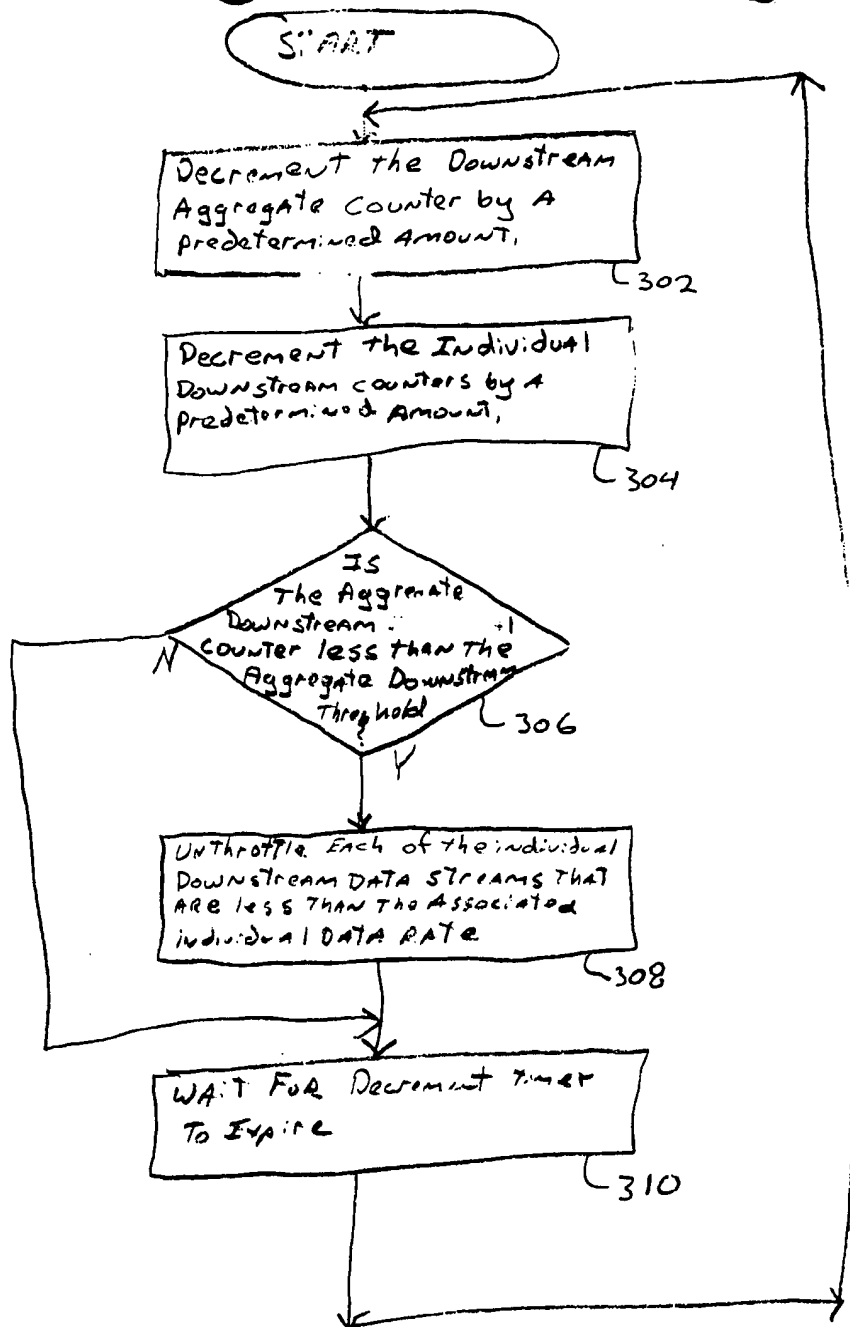 START
Decrement the Downstream
Aggregate counter by A
predetermined Amount.
302
Decrement the Individual
Downstream counters by A
predetermined Amount.
304
Is
The Aggregate
Downstream
counter less than the
Aggregate Downstream
Threshold
?
306
N
Y
Unthrottle Each of the individual
Downstream Data Streams that
are less than the Associated
individual Data Rate
308
Wait For Decrement Timer
To Expire
310